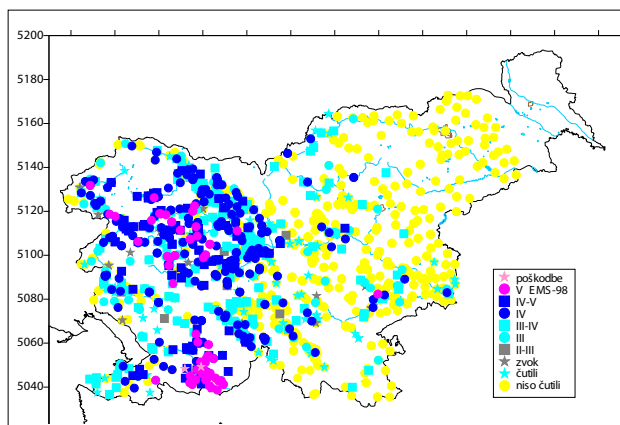 5200
5180
5160
5140
5120
5100
5080
5060
5040
poškodbe
V EMS-98
IV-V
IV
III-IV
III
II-III
zvok
čutili
niso čutili